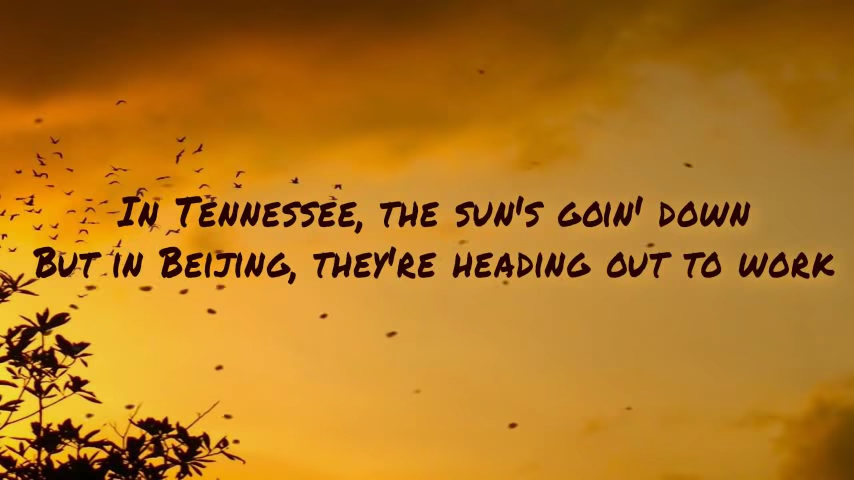 In Tennessee, the sun's goin' down
But in Beijing, they're heading out to work